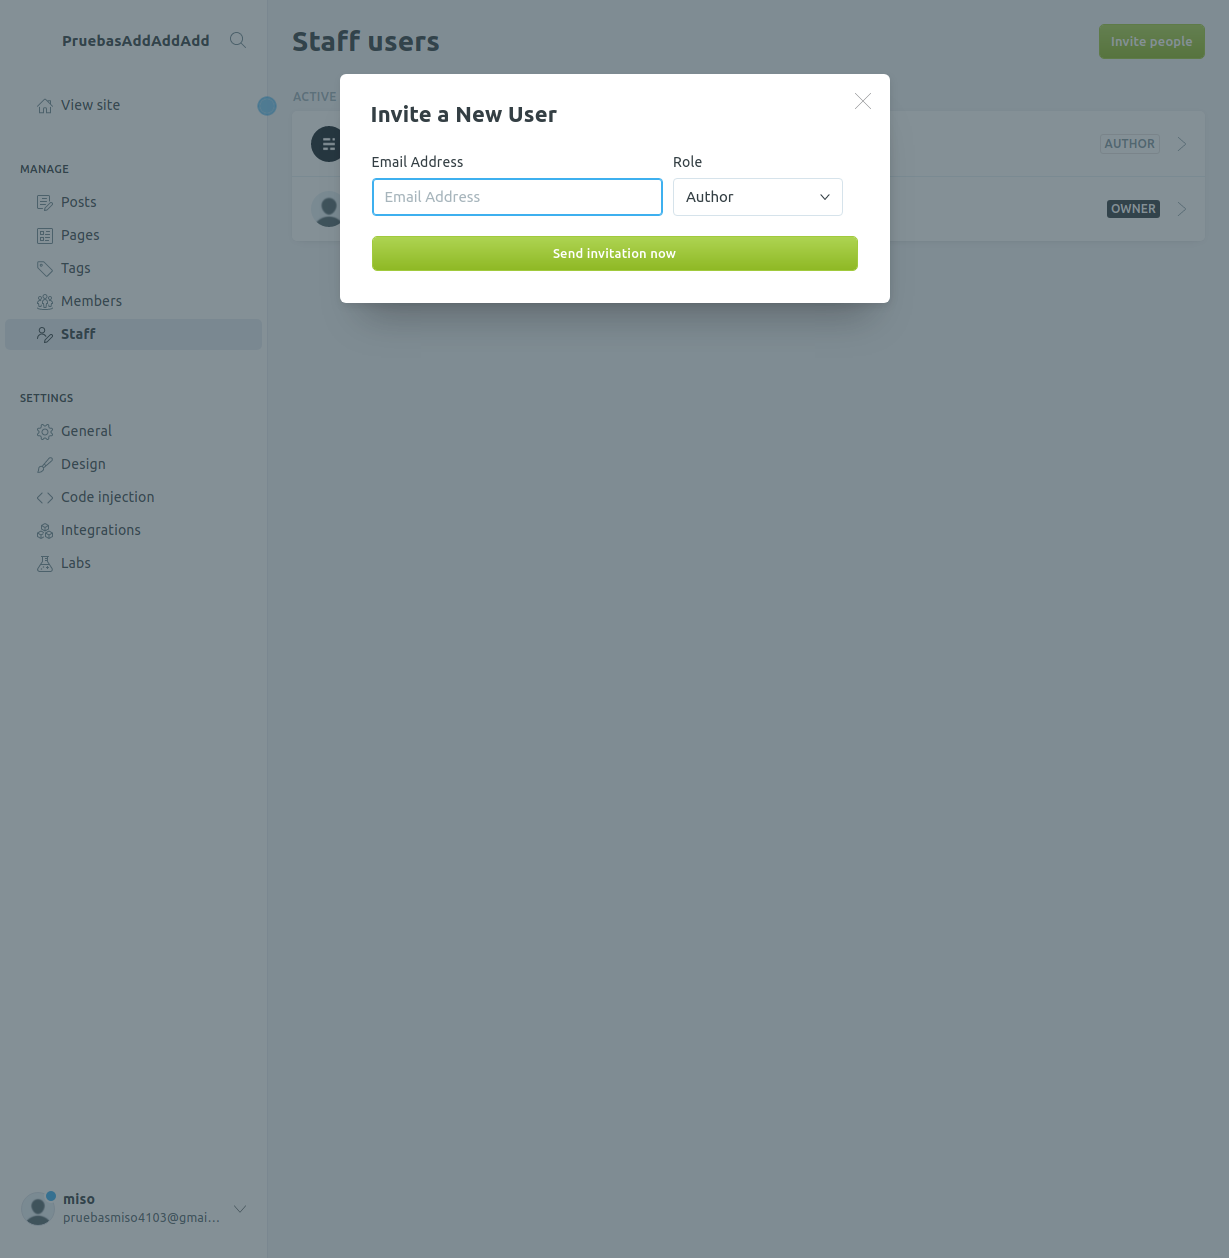 PruebasAddAddAdd
View site
MANAGE
Posts
Pages
Tags
Members
Staff
SETTINGS
General
Design
Code injection
Integrations
Labs
miso
pruebasmiso4103@gmai...
Staff users
Invite people
ACTIVE
AUTHOR
OWNER
Invite a New User
Email Address
Role
Email Address
Author
Send invitation now